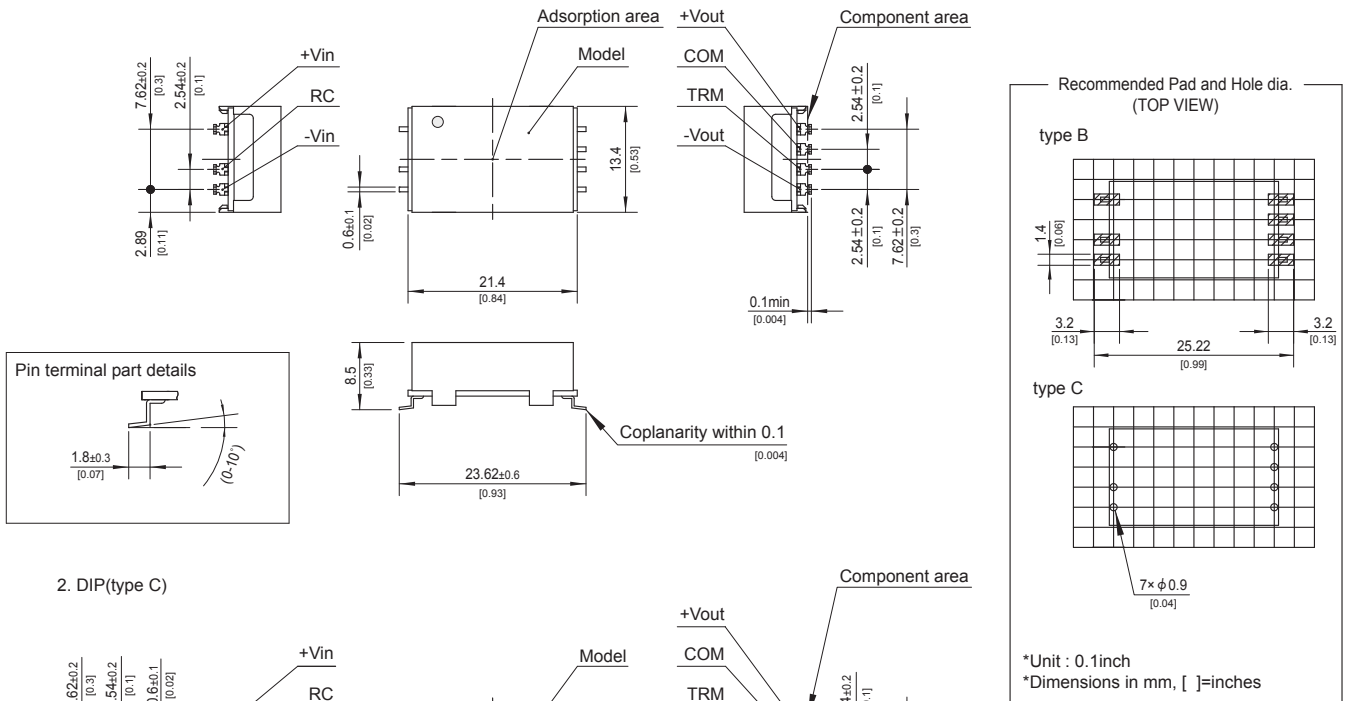 Adsorption area
+Vout
Component area
+Vin
Model
COM
RC
TRM
-Vin
-Vout
7.62±0.2
[0.3]
2.54±0.2
[0.1]
2.89
[0.11]
0.6±0.1
[0.02]
13.4
[0.53]
21.4
[0.84]
2.54±0.2
[0.1]
2.54±0.2
[0.1]
7.62±0.2
[0.3]
0.1min
[0.004]
Pin terminal part details
1.8±0.3
[0.07]
(0-10°)
8.5
[0.33]
Coplanarity within 0.1
[0.004]
23.62±0.6
[0.93]
Recommended Pad and Hole dia.
(TOP VIEW)
type B
1.4
[0.06]
3.2
[0.13]
3.2
[0.13]
25.22
[0.99]
type C
7×φ0.9
[0.04]
*Unit : 0.1inch
*Dimensions in mm, [ ]=inches
2. DIP(type C)
Component area
+Vout
+Vin
Model
COM
RC
TRM
[0.3]
[0.1]
[0.02]